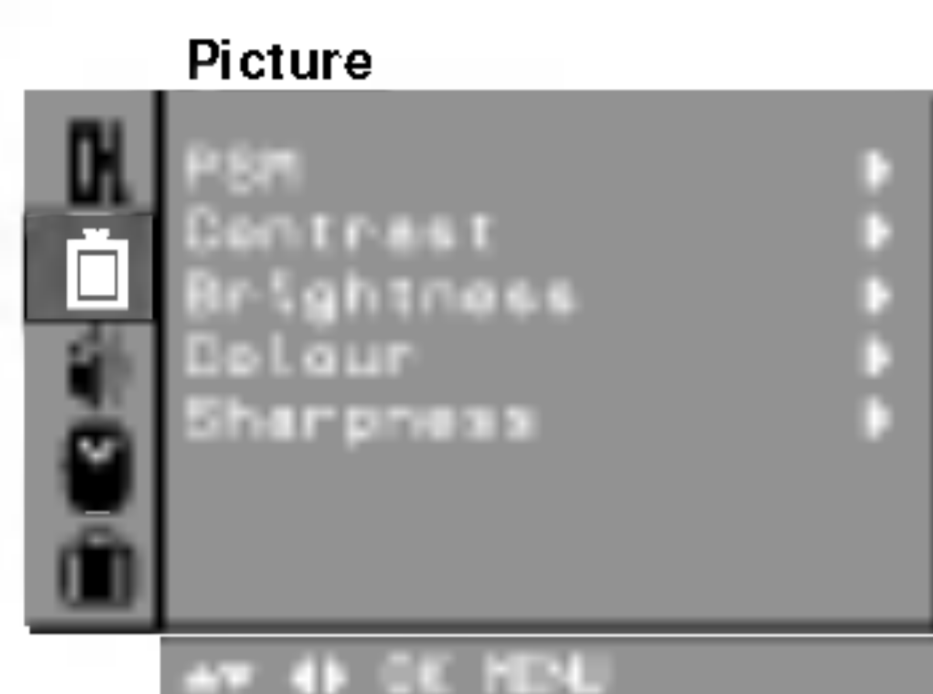 Picture
PSM
Contrast
Brightness
Colour
Sharpness
▲▼ ◀▶ OK MENU